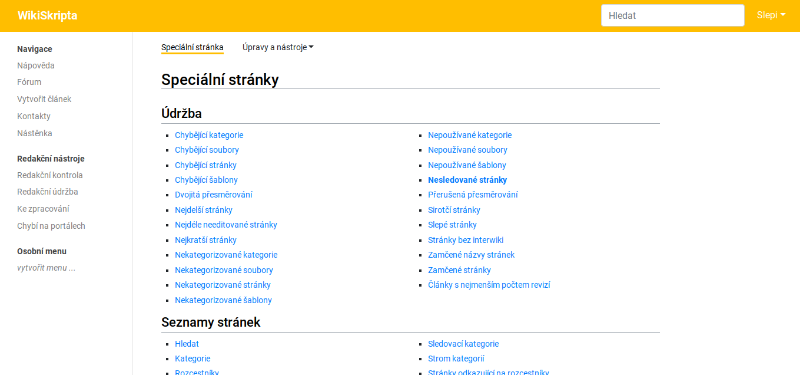 WikiSkripta
Hledat
Slepi
Navigace
Nápověda
Fórum
Vytvořit článek
Kontakty
Nástěnka
Redakční nástroje
Redakční kontrola
Redakční údržba
Ke zpracování
Chybí na portálech
Osobní menu
vytvořit menu ...
Speciální stránka
Úpravy a nástroje
Speciální stránky
Údržba
Chybějící kategorie
Chybějící soubory
Chybějící stránky
Chybějící šablony
Dvojitá přesměrování
Nejdelší stránky
Nejdéle needitované stránky
Nejkratší stránky
Nekategorizované kategorie
Nekategorizované soubory
Nekategorizované stránky
Nekategorizované šablony
Nepoužívané kategorie
Nepoužívané soubory
Nepoužívané šablony
Nesledované stránky
Přerušená přesměrování
Sirotčí stránky
Slepé stránky
Stránky bez interwiki
Zamčené názvy stránek
Zamčené stránky
Články s nejmenším počtem revizí
Seznamy stránek
Hledat
Kategorie
Rozcestníky
Sledovací kategorie
Strom kategorií
Stránky odkazující na rozcestníky